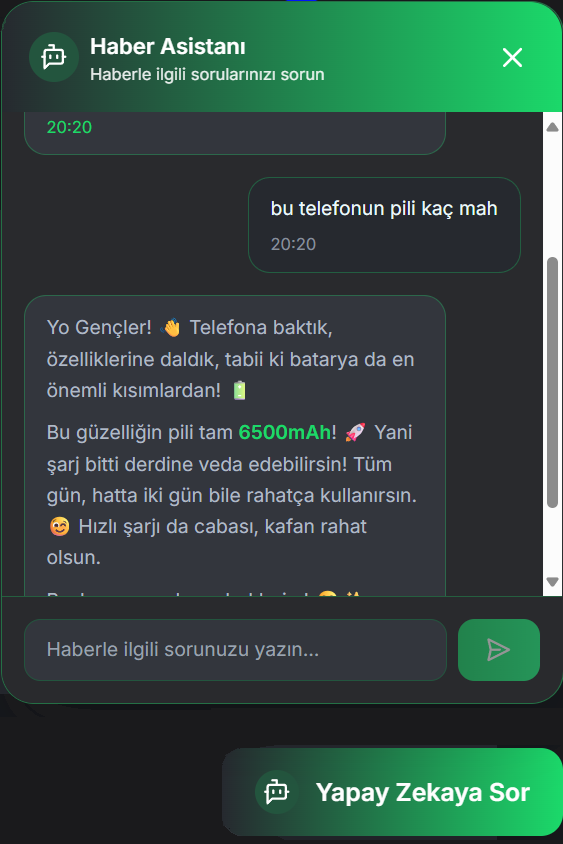 Haber Asistanı
Haberle ilgili sorularınızı sorun
20:20
bu telefonun pili kaç mah
20:20
Yo Gençler! 👋 Telefona baktık,
özelliklerine daldık, tabii ki batarya da en
önemli kısımlardan! 🔋
Bu güzelliğin pili tam 6500mAh! 🚀 Yani
şarj bitti derdine veda edebilirsin! Tüm
gün, hatta iki gün bile rahatça kullanırsın.
🥳 Hızlı şarjı da cabası, kafan rahat
olsun.
Haberle ilgili sorunuzu yazın...
Yapay Zekaya Sor